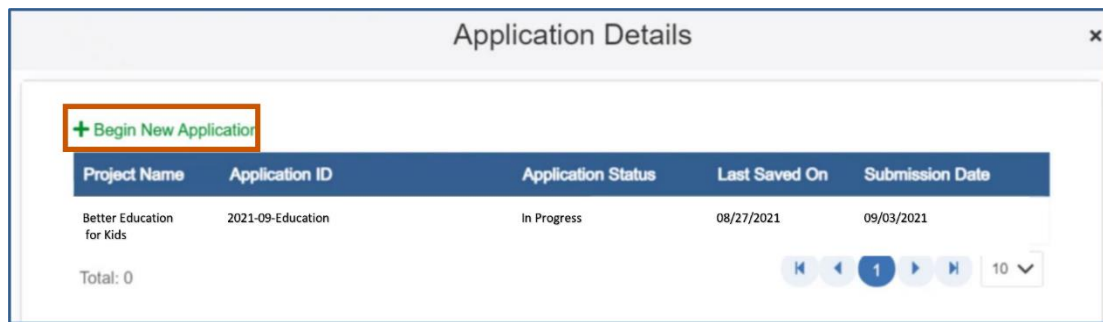 Application Details
×
+ Begin New Application
Project Name Application ID Application Status Last Saved On Submission Date
Better Education 2021-09-Education In Progress 08/27/2021 09/03/2021
for Kids
Total: 0 1 10